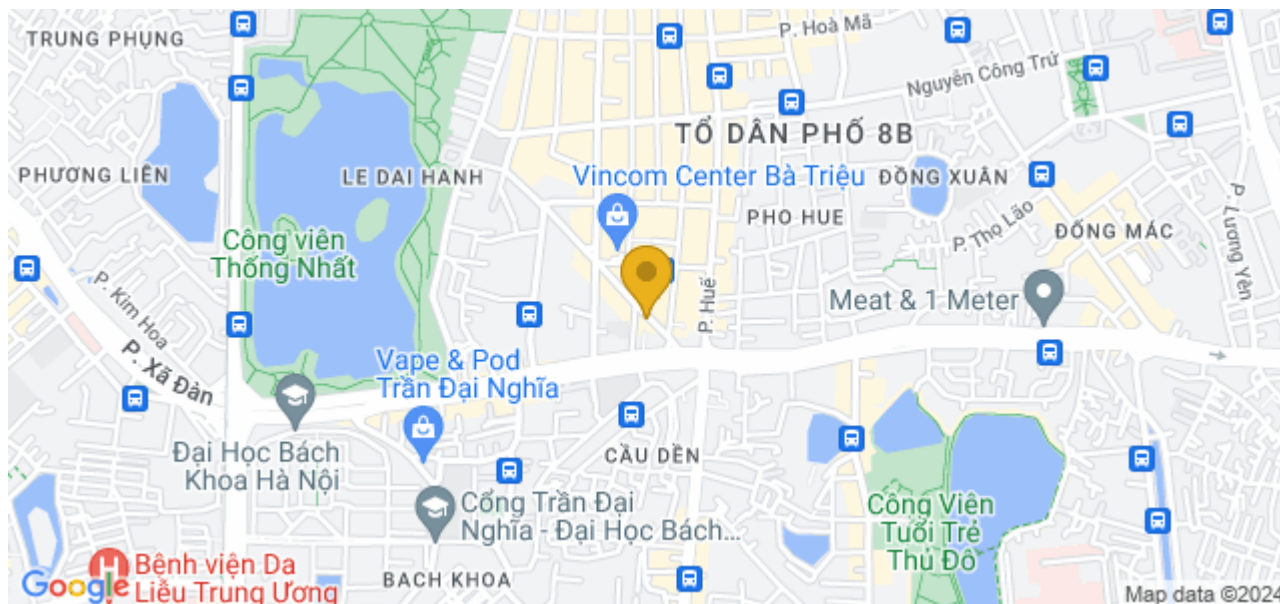 TRUNG PHỤNG
P. Hoà Mã
Nguyễn Công Trứ
TỔ DÂN PHỐ 8B
PHƯƠNG LIÊN
LE DAI HANH
Vincom Center Bà Triệu
ĐỒNG XUÂN
PHO HUE
P. Thọ Lão
ĐỐNG MÁC
P. Lương Yên
Công viên
Thống Nhất
P. Kim Hoa
P. Xã Đàn
P. Huế
Meat & 1 Meter
Vape & Pod
Trần Đại Nghĩa
Đại Học Bách
Khoa Hà Nội
CẦU DỀN
Cổng Trần Đại
Nghĩa - Đại Học Bách...
Công Viên
Tuổi Trẻ
Thủ Đô
BACH KHOA
Bệnh viện Da
Liễu Trung Ương
Google
Map data ©2024